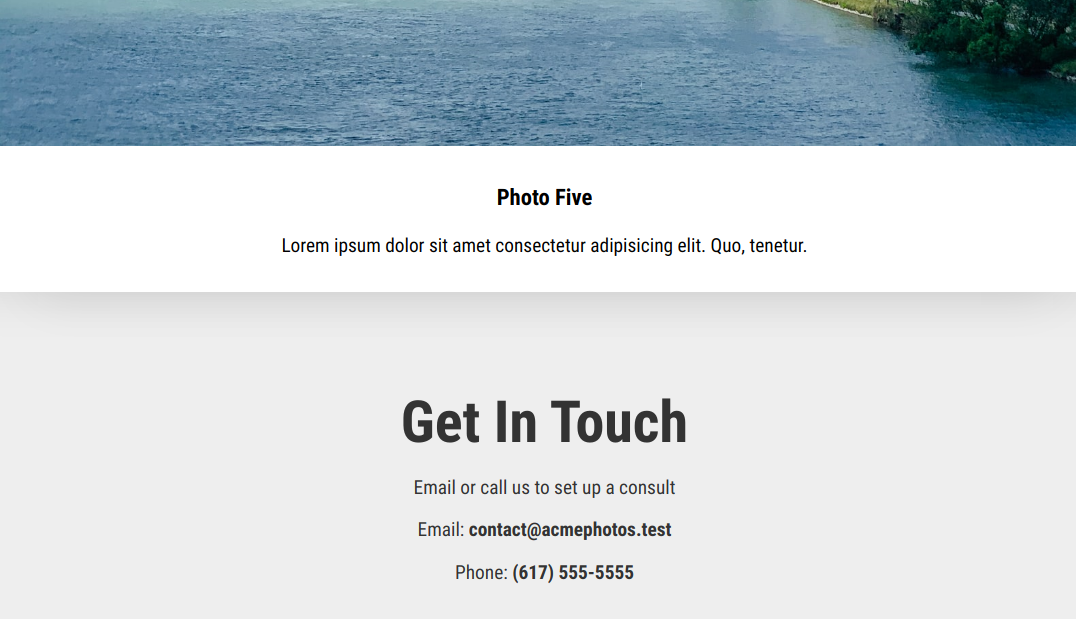 Photo Five
Lorem ipsum dolor sit amet consectetur adipisicing elit. Quo, tenetur.
Get In Touch
Email or call us to set up a consult
Email: contact@acmephotos.test
Phone: (617) 555-5555